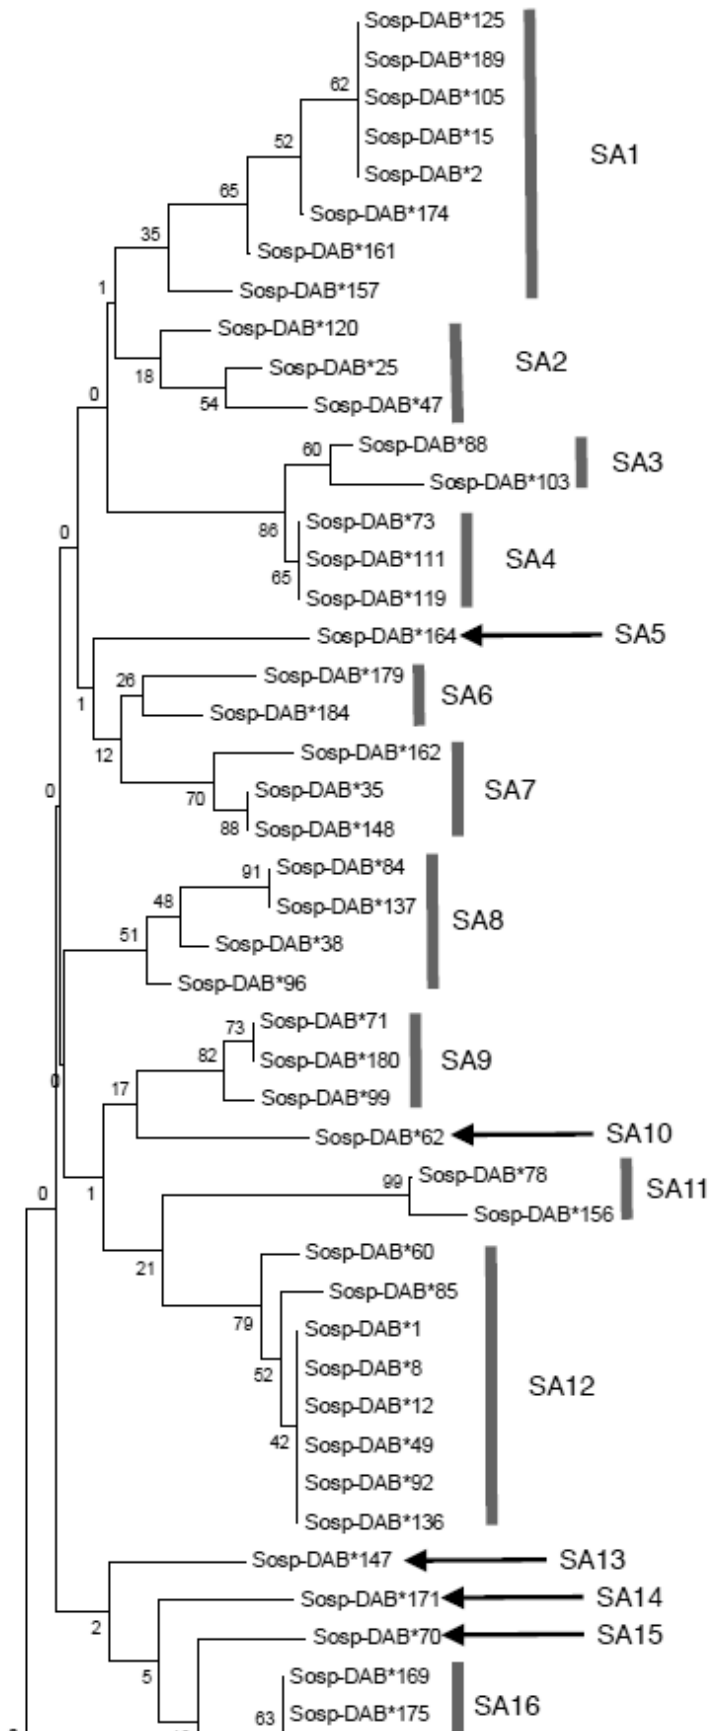 Sosp-DAB*125
Sosp-DAB*189
62
Sosp-DAB*105
52
Sosp-DAB*15
SA1
Sosp-DAB*2
65
Sosp-DAB*174
35
Sosp-DAB*161
1
Sosp-DAB*157
Sosp-DAB*120
18
Sosp-DAB*25
SA2
0
54
Sosp-DAB*47
60
Sosp-DAB*88
SA3
Sosp-DAB*103
0
86
Sosp-DAB*73
Sosp-DAB*111
SA4
65
Sosp-DAB*119
Sosp-DAB*164
SA5
26
Sosp-DAB*179
SA6
1
Sosp-DAB*184
12
Sosp-DAB*162
0
70
Sosp-DAB*35
SA7
88
Sosp-DAB*148
91
Sosp-DAB*84
48
Sosp-DAB*137
SA8
51
Sosp-DAB*38
Sosp-DAB*96
73
Sosp-DAB*71
82
Sosp-DAB*180
SA9
0
17
Sosp-DAB*99
Sosp-DAB*62
SA10
99
Sosp-DAB*78
SA11
0
1
Sosp-DAB*156
21
Sosp-DAB*60
Sosp-DAB*85
79
Sosp-DAB*1
52
Sosp-DAB*8
SA12
Sosp-DAB*12
42
Sosp-DAB*49
Sosp-DAB*92
Sosp-DAB*136
Sosp-DAB*147
SA13
Sosp-DAB*171
SA14
2
Sosp-DAB*70
SA15
5
Sosp-DAB*169
63
Sosp-DAB*175
SA16